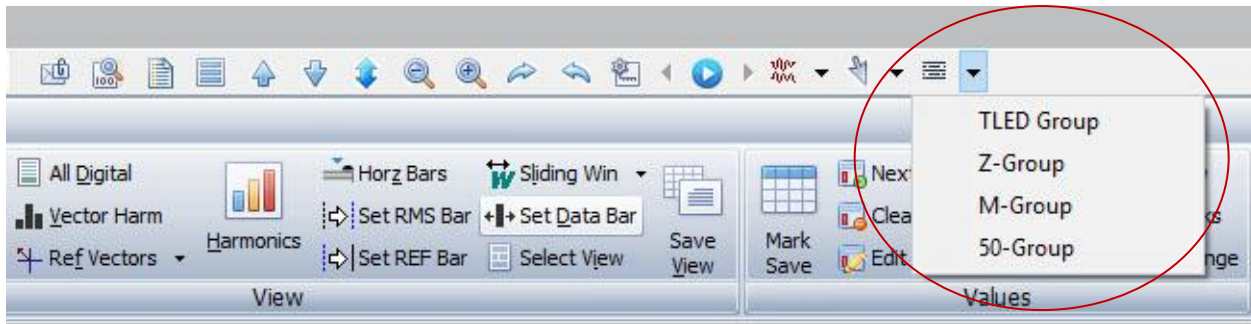 100
TLED Group
Z-Group
M-Group
50-Group
All Digital
Vector Harm
Ref Vectors
Harmonics
Horz Bars
Set RMS Bar
Set REF Bar
Sliding Win
Set Data Bar
Select View
Save
View
View
Mark
Save
Nex
Clea
Edit
ks
nge
Values